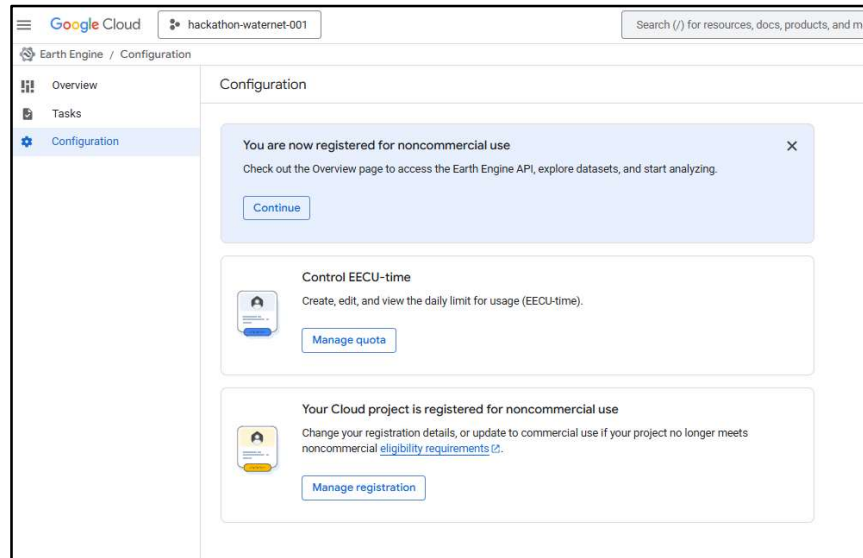 Google Cloud
hackathon-waternet-001
Search (/) for resources, docs, products, and m
Earth Engine / Configuration
Overview
Tasks
Configuration
Configuration
You are now registered for noncommercial use
Check out the Overview page to access the Earth Engine API, explore datasets, and start analyzing.
Continue
Control EECU-time
Create, edit, and view the daily limit for usage (EECU-time).
Manage quota
Your Cloud project is registered for noncommercial use
Change your registration details, or update to commercial use if your project no longer meets
noncommercial eligibility requirements.
Manage registration